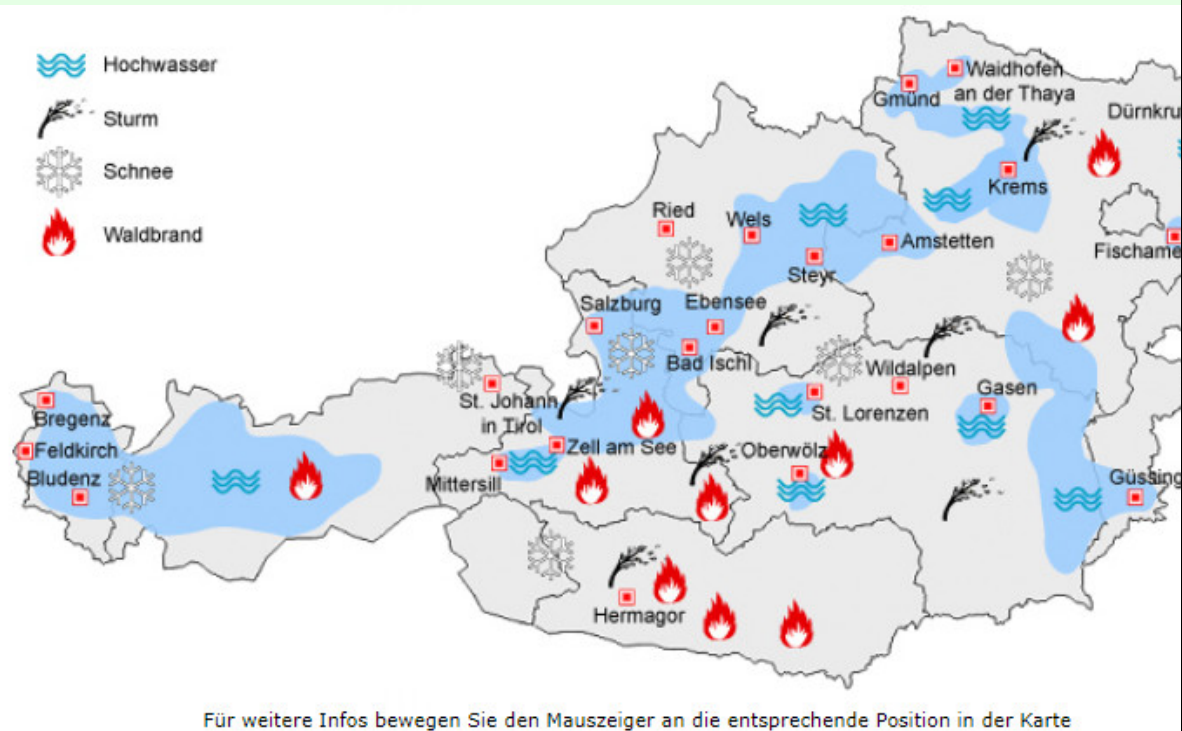 Hochwasser
Sturm
Schnee
Waldbrand
Waidhofen
an der Thaya
Gmünd
Dürnkru
Krems
Ried
Wels
Amstetten
Fischame
Steyr
Salzburg
Ebensee
Bad Ischl
Wildalpen
St. Johann
in Tirol
Gasen
St. Lorenzen
Bregenz
Feldkirch
Zell am See
Oberwölz
Bludenz
Mittersill
Güssing
Hermagor
Für weitere Infos bewegen Sie den Mauszeiger an die entsprechende Position in der Karte